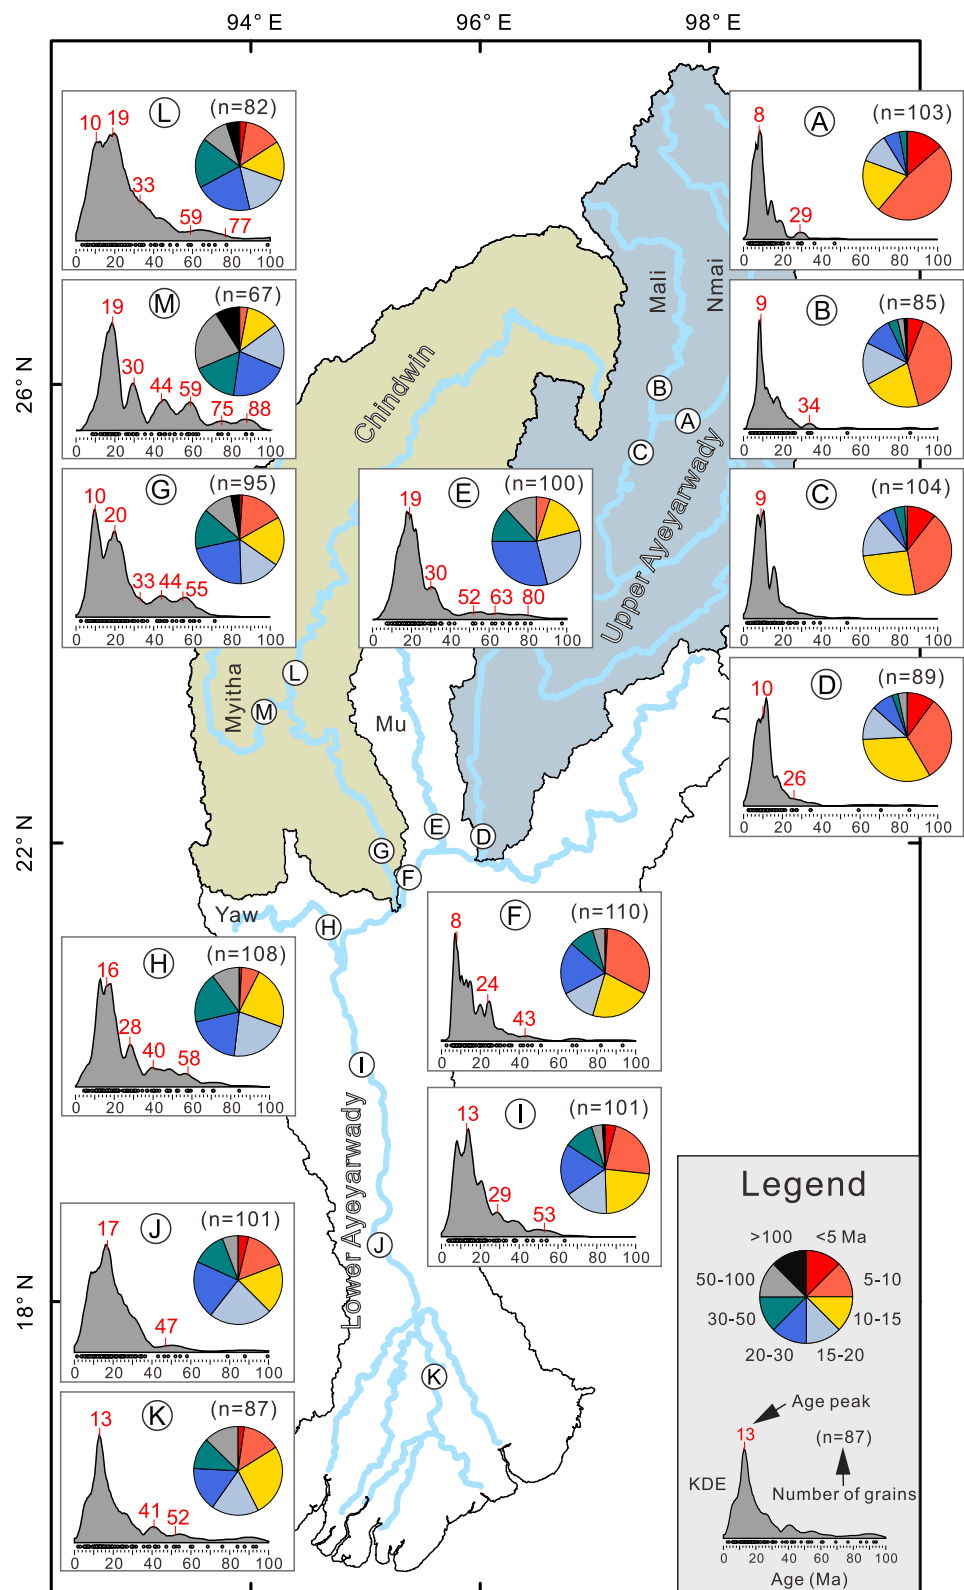 94° E 96° E 98° E
26° N
22° N
18° N
L (n=82)
10 19 33 59 77
0 20 40 60 80 100
M (n=67)
19 30 44 59 75 88
0 20 40 60 80 100
G (n=95)
10 20 33 44 55
0 20 40 60 80 100
E (n=100)
19 30 52 63 80
0 20 40 60 80 100
A (n=103)
8 29
0 20 40 60 80 100
B (n=85)
9 34
0 20 40 60 80 100
C (n=104)
9
0 20 40 60 80 100
D (n=89)
10 26
0 20 40 60 80 100
F (n=110)
8 24 43
0 20 40 60 80 100
H (n=108)
16 28 40 58
0 20 40 60 80 100
I (n=101)
13 29 53
0 20 40 60 80 100
J (n=101)
17 47
0 20 40 60 80 100
K (n=87)
13 41 52
0 20 40 60 80 100
Chindwin
Mali
Nmai
Upper Ayeyarwady
Myitha
Mu
Yaw
Lower Ayeyarwady
B
A
C
L
M
E
D
G
F
H
I
J
K
Legend
>100 <5 Ma
50-100 5-10
30-50 10-15
20-30 15-20
Age peak
13 (n=87)
KDE
Number of grains
0 20 40 60 80 100
Age (Ma)